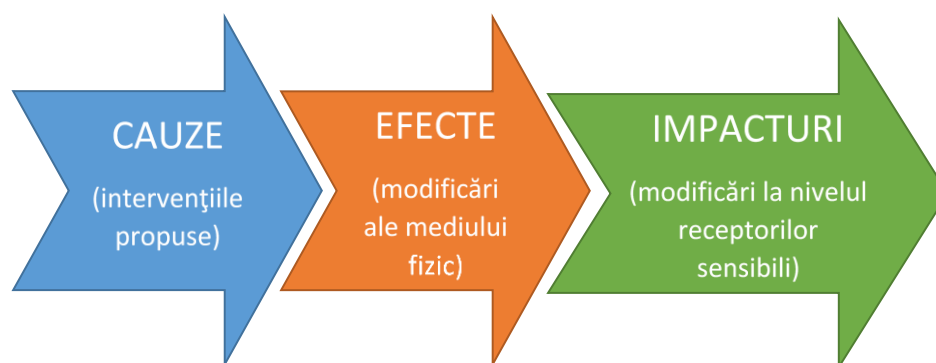 CAUZE
(intervenţiile
propuse)
EFECTE
(modificări
ale mediului
fizic)
IMPACTURI
(modificări la nivelul
receptorilor
sensibili)